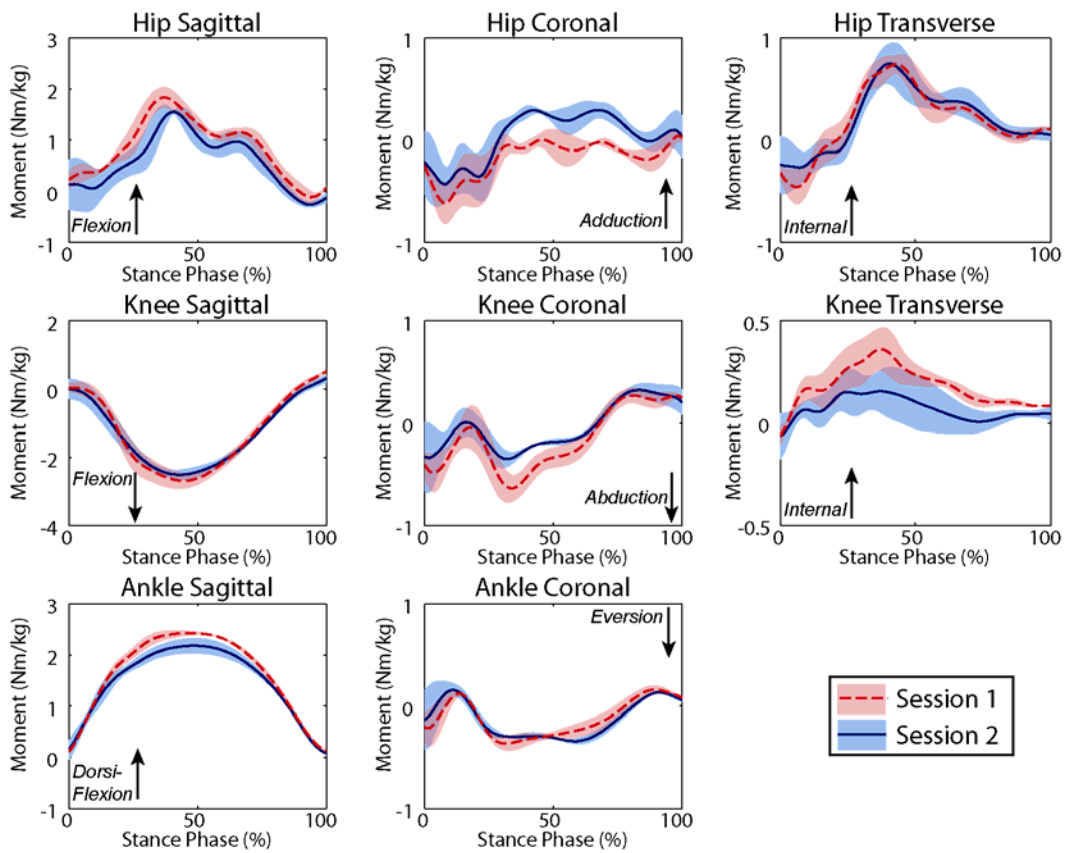 Hip Sagittal
Hip Coronal
Hip Transverse
Moment (Nm/kg)
3
2
1
0
-1
Flexion
0
50
100
Stance Phase (%)
Moment (Nm/kg)
1
0
-1
Adduction
0
50
100
Stance Phase (%)
Moment (Nm/kg)
1
0
-1
Internal
0
50
100
Stance Phase (%)
Knee Sagittal
Knee Coronal
Knee Transverse
Moment (Nm/kg)
2
0
-2
-4
Flexion
0
50
100
Stance Phase (%)
Moment (Nm/kg)
1
0
-1
Abduction
0
50
100
Stance Phase (%)
Moment (Nm/kg)
0.5
0
-0.5
Internal
0
50
100
Stance Phase (%)
Ankle Sagittal
Ankle Coronal
Moment (Nm/kg)
3
2
1
0
-1
Dorsi-
Flexion
0
50
100
Stance Phase (%)
Moment (Nm/kg)
1
0
-1
Eversion
0
50
100
Stance Phase (%)
Session 1
Session 2